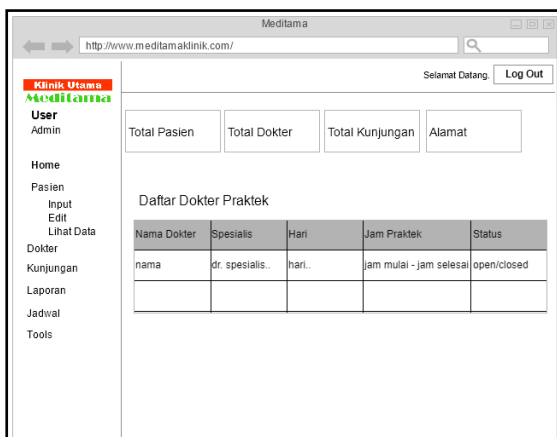 Meditama
http://www.meditamaklinik.com/
Selamat Datang, Log Out
Klinik Utama
Meditama
User
Admin
Home
Pasien
Input
Edit
Lihat Data
Dokter
Kunjungan
Laporan
Jadwal
Tools
Total Pasien Total Dokter Total Kunjungan Alamat
Daftar Dokter Praktek
Nama Dokter Spesialis Hari Jam Praktek Status
nama dr. spesialis.. hari.. jam mulai - jam selesai open/closed